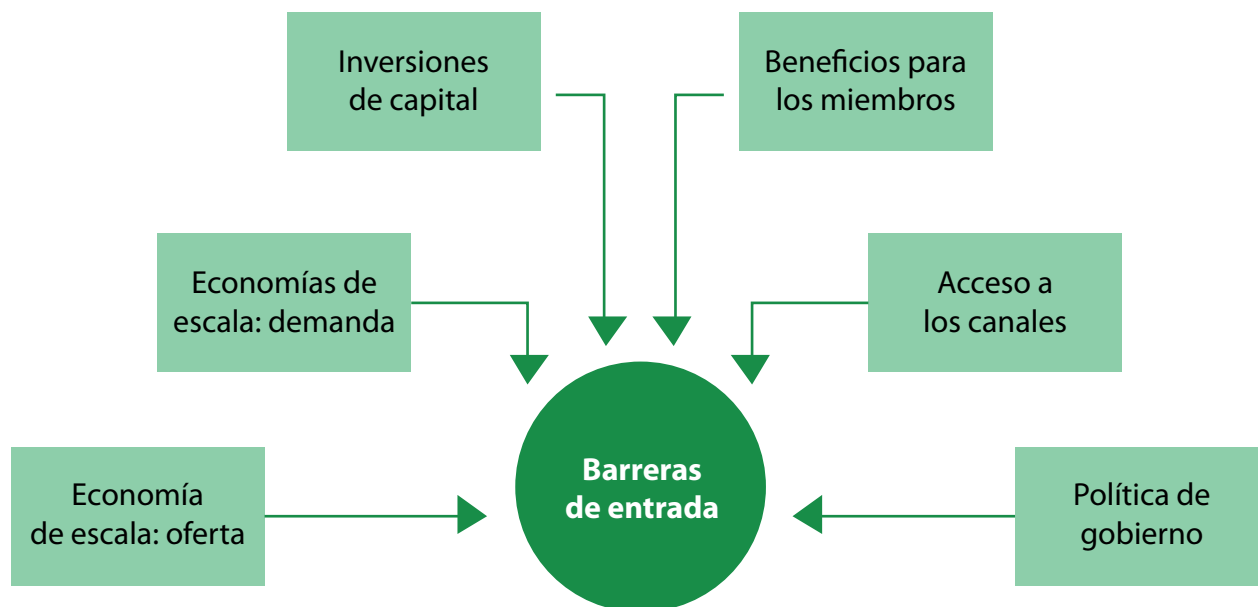 Inversiones
de capital
Beneficios para
los miembros
Economías de
escala: demanda
Acceso a
los canales
Economía
de escala: oferta
Barreras
de entrada
Política de
gobierno